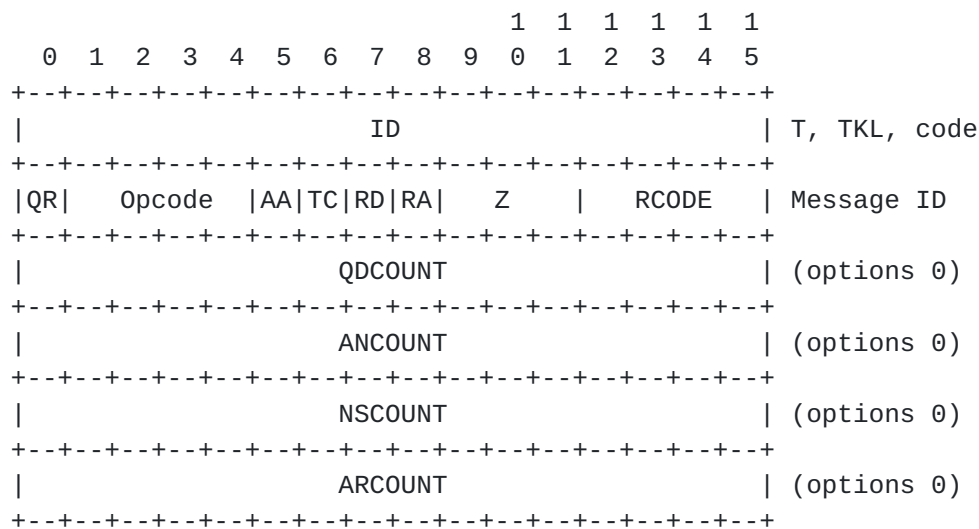 1  1  1  1  1  1
  0  1  2  3  4  5  6  7  8  9  0  1  2  3  4  5
+--+--+--+--+--+--+--+--+--+--+--+--+--+--+--+--+
|                      ID                       | T, TKL, code
+--+--+--+--+--+--+--+--+--+--+--+--+--+--+--+--+
|QR|   Opcode  |AA|TC|RD|RA|   Z    |   RCODE   | Message ID
+--+--+--+--+--+--+--+--+--+--+--+--+--+--+--+--+
|                    QDCOUNT                    | (options 0)
+--+--+--+--+--+--+--+--+--+--+--+--+--+--+--+--+
|                    ANCOUNT                    | (options 0)
+--+--+--+--+--+--+--+--+--+--+--+--+--+--+--+--+
|                    NSCOUNT                    | (options 0)
+--+--+--+--+--+--+--+--+--+--+--+--+--+--+--+--+
|                    ARCOUNT                    | (options 0)
+--+--+--+--+--+--+--+--+--+--+--+--+--+--+--+--+